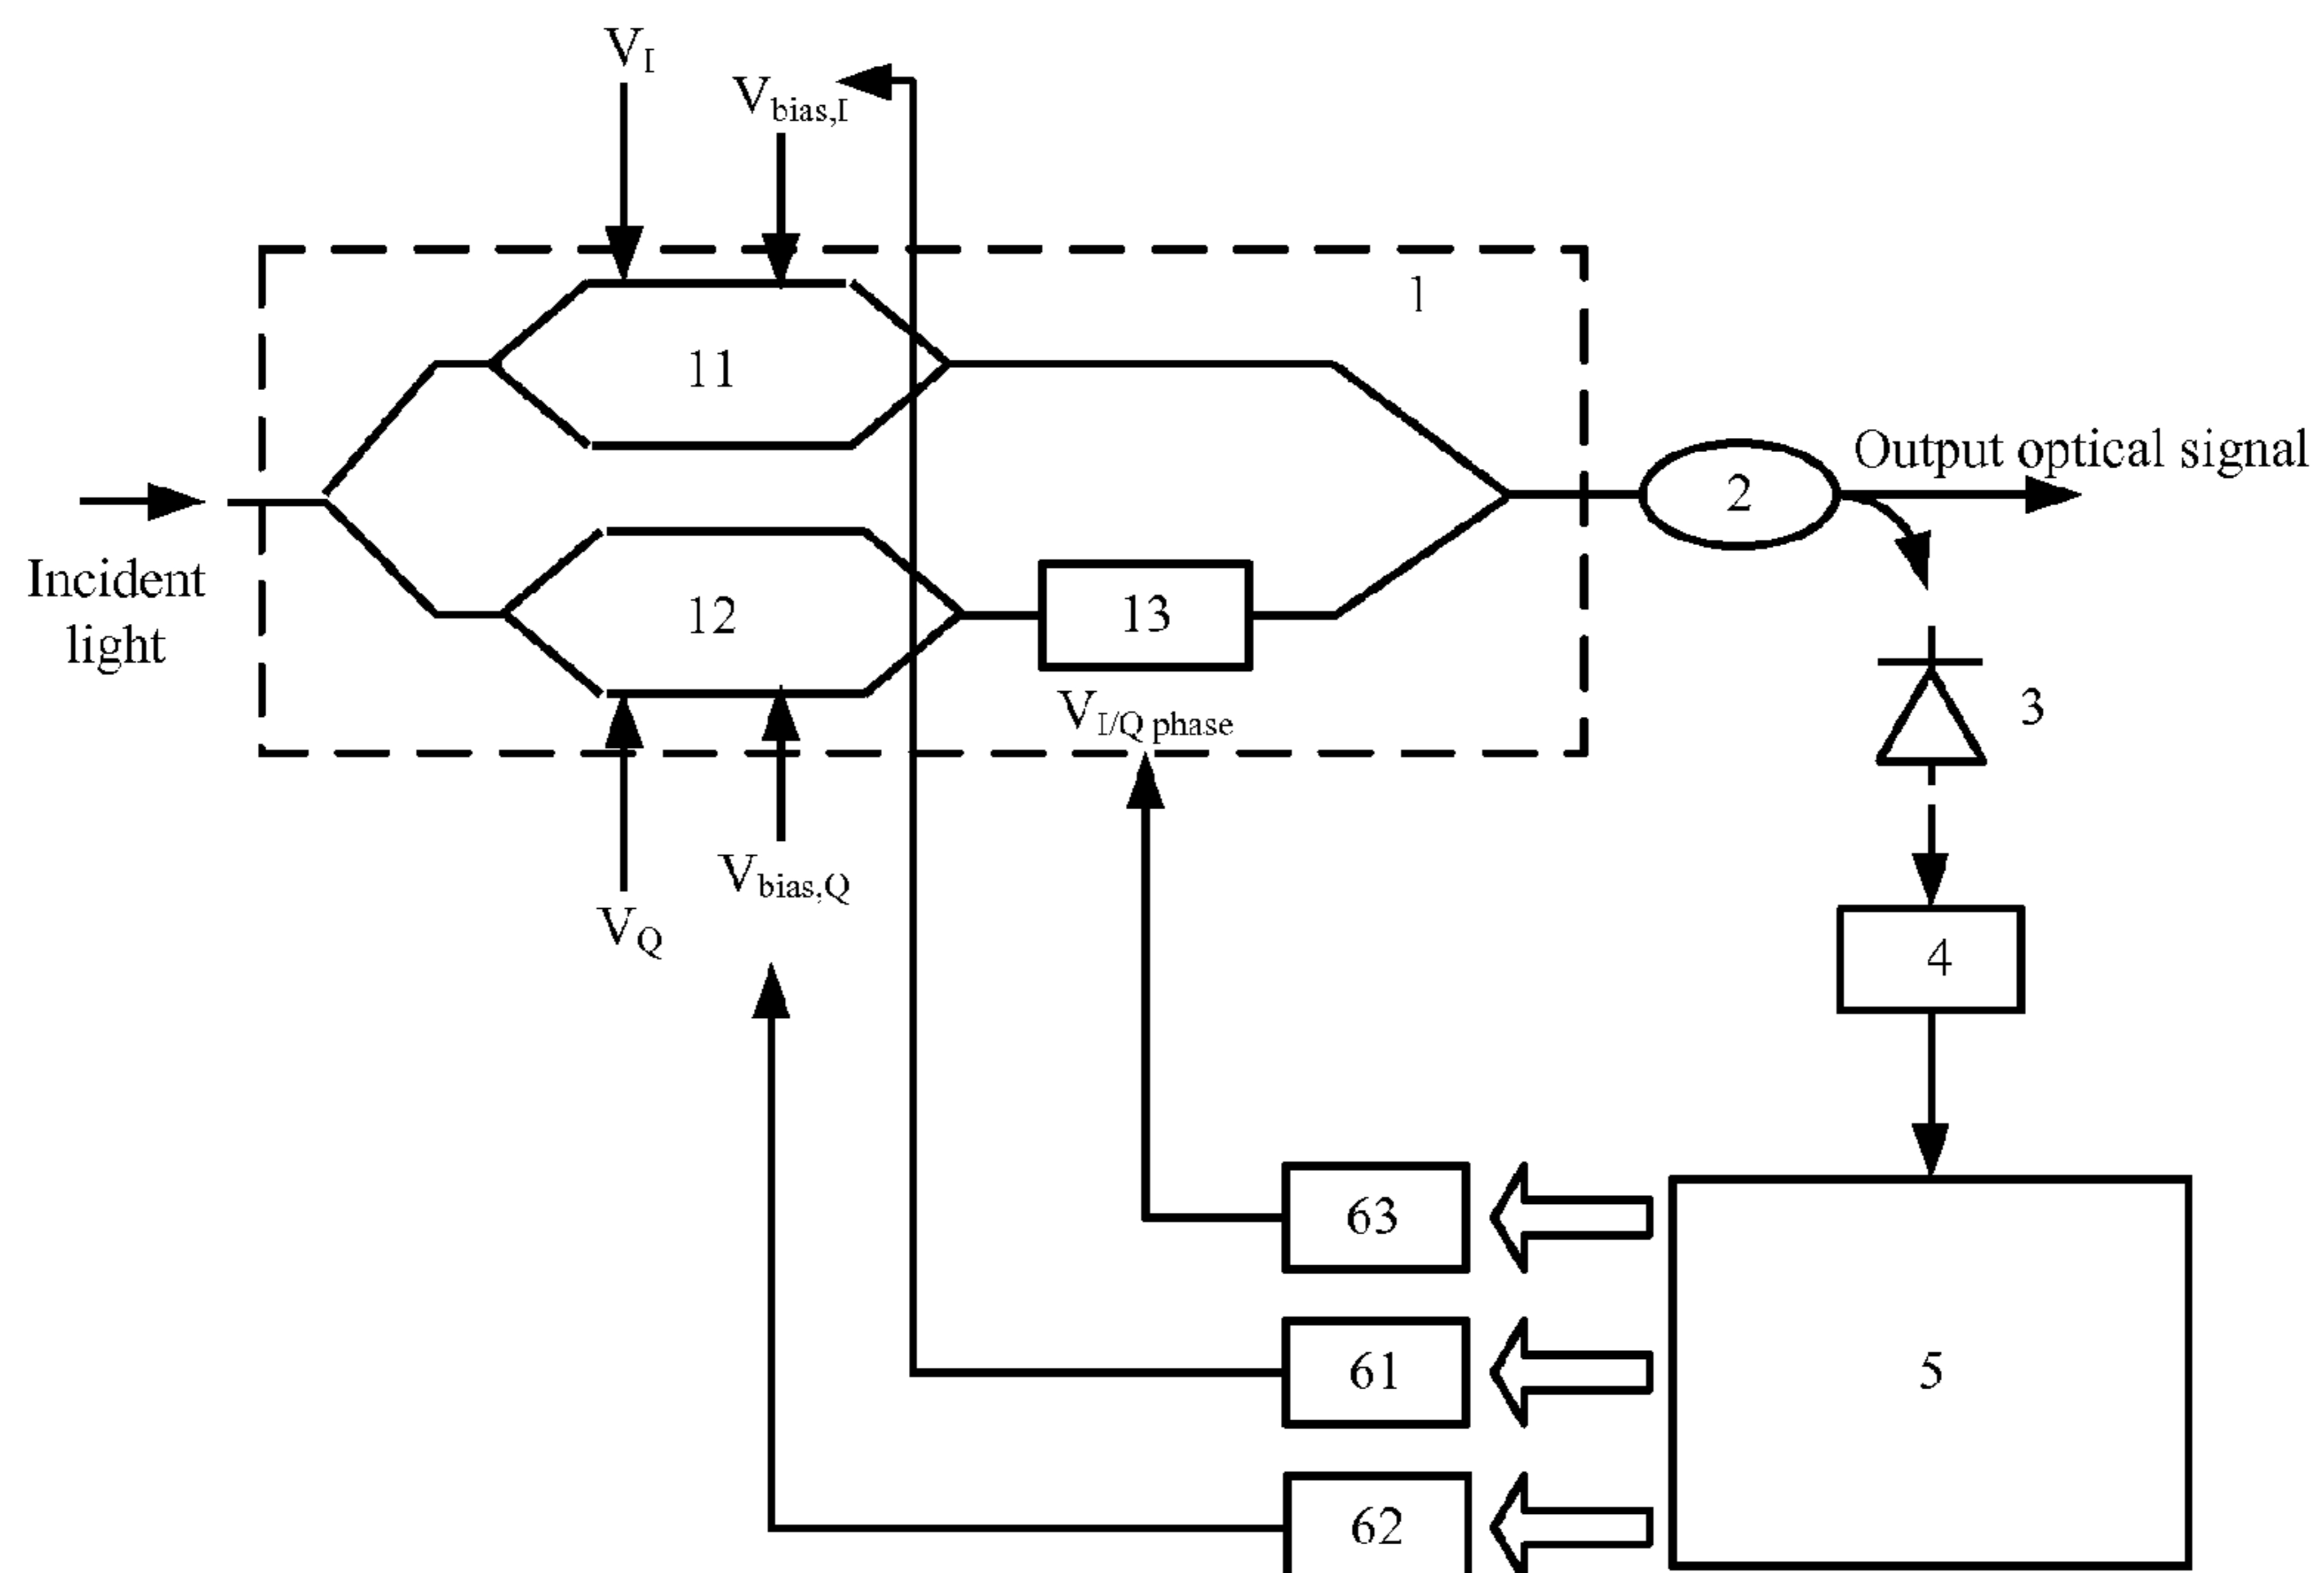 V_I
V_bias,I
1
11
Output optical signal
2
Incident
light
12
13
V_I/Q phase
3
V_bias,Q
V_Q
4
63
61
5
62